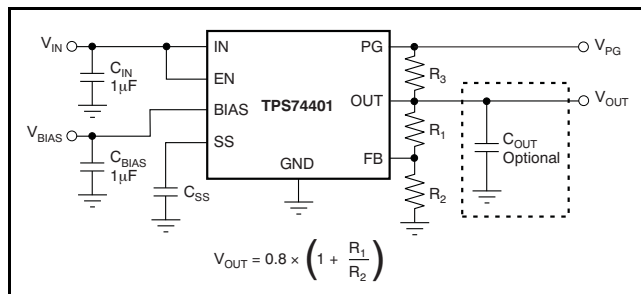 V_IN
IN
PG
V_PG
C_IN
1µF
EN
R_3
BIAS
TPS74401
OUT
V_OUT
V_BIAS
SS
R_1
C_OUT
Optional
C_BIAS
1µF
GND
FB
C_SS
R_2
V_OUT = 0.8 × (1 + R_1/R_2)